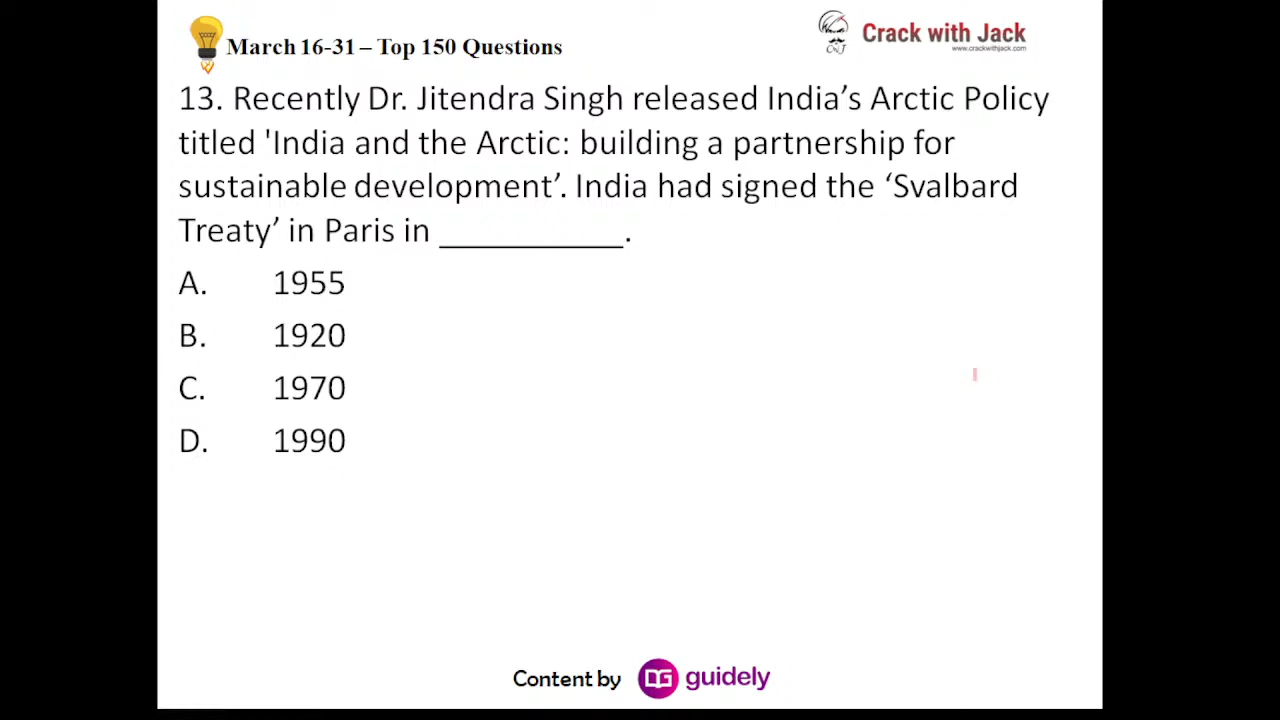 March 16-31 – Top 150 Questions
Crack with Jack
www.crackwithjack.com
CwJ
13. Recently Dr. Jitendra Singh released India’s Arctic Policy
titled 'India and the Arctic: building a partnership for
sustainable development’. India had signed the ‘Svalbard
Treaty’ in Paris in ___________.
A. 1955
B. 1920
C. 1970
D. 1990
Content by guidely